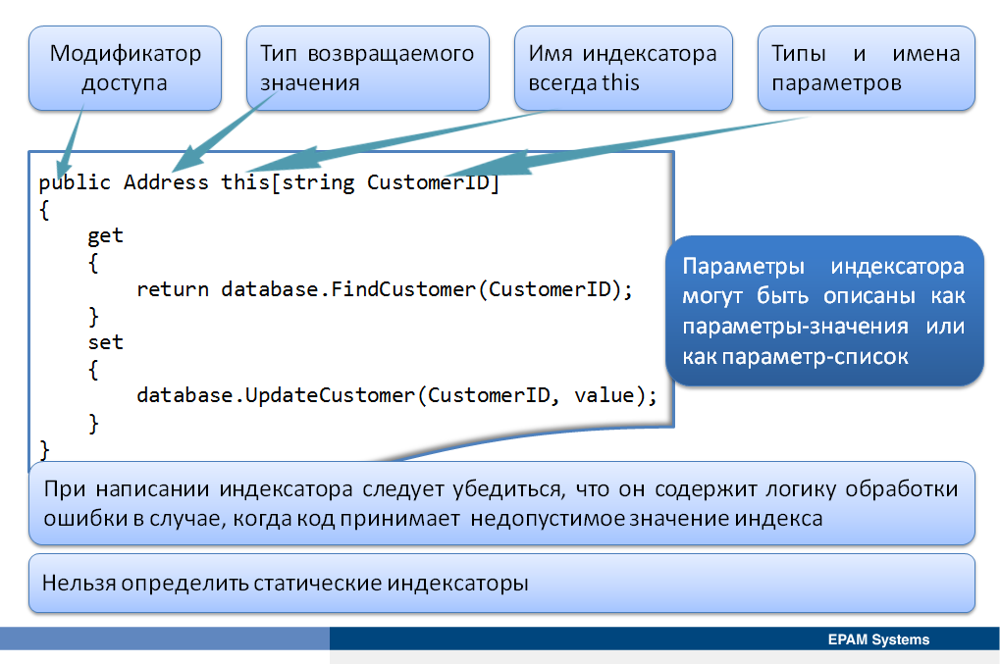 Модификатор
доступа
Тип возвращаемого
значения
Имя индексатора
всегда this
Типы и имена
параметров
public Address this[string CustomerID]
{
get
{
return database.FindCustomer(CustomerID);
}
set
{
database.UpdateCustomer(CustomerID, value);
}
}
Параметры индексатора
могут быть описаны как
параметры-значения или
как параметр-список
При написании индексатора следует убедиться, что он содержит логику обработки
ошибки в случае, когда код принимает недопустимое значение индекса
Нельзя определить статические индексаторы
EPAM Systems